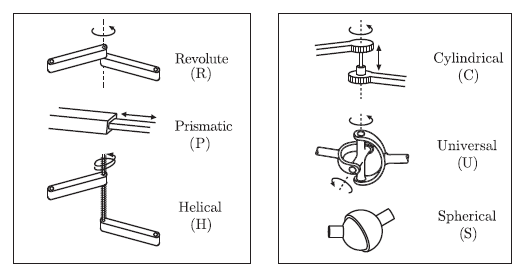 Revolute
(R)
Prismatic
(P)
Helical
(H)
Cylindrical
(C)
Universal
(U)
Spherical
(S)